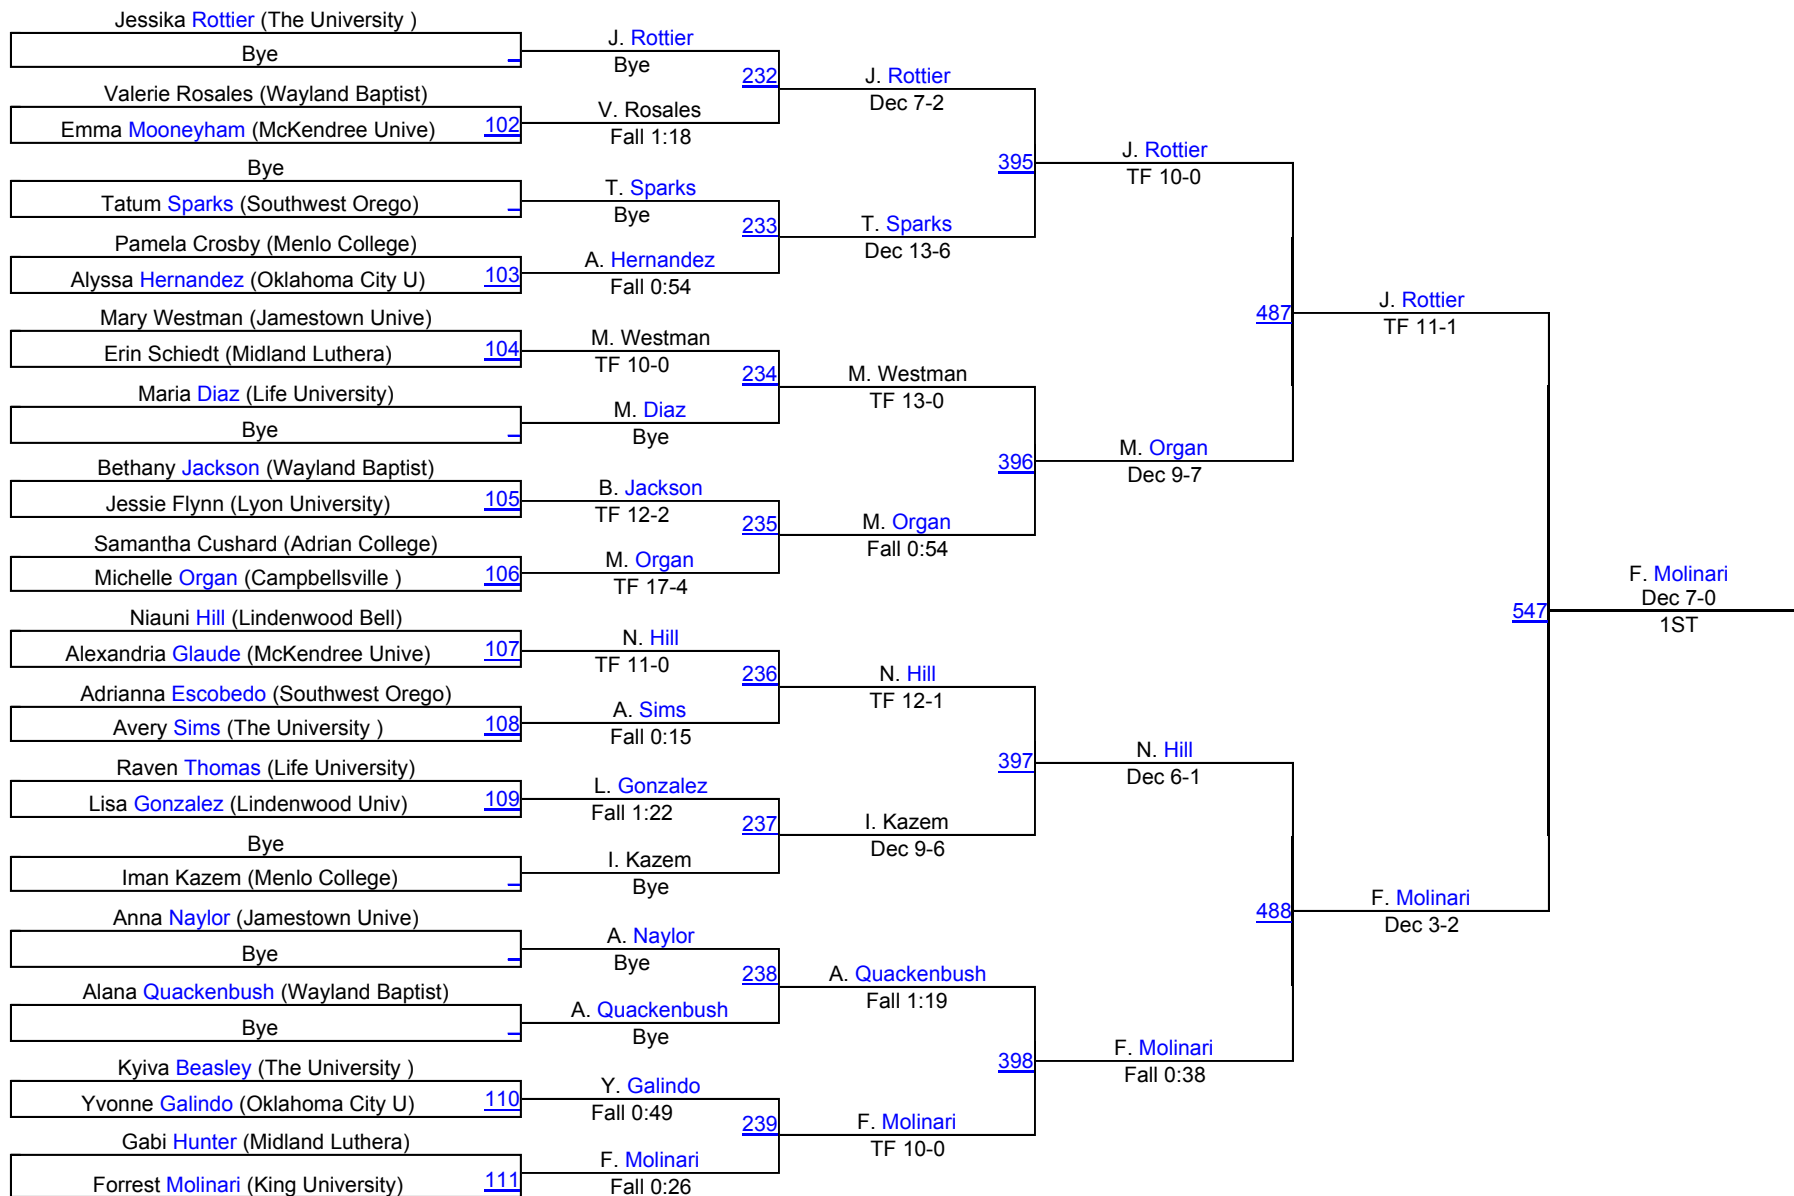 Jessika Rottier (The University )
Bye
Valerie Rosales (Wayland Baptist)
Emma Mooneyham (McKendree Unive) 102
Bye
Tatum Sparks (Southwest Orego)
Pamela Crosby (Menlo College)
Alyssa Hernandez (Oklahoma City U) 103
Mary Westman (Jamestown Unive)
Erin Schiedt (Midland Luthera) 104
Maria Diaz (Life University)
Bye
Bethany Jackson (Wayland Baptist)
Jessie Flynn (Lyon University) 105
Samantha Cushard (Adrian College)
Michelle Organ (Campbellsville ) 106
Niauni Hill (Lindenwood Bell)
Alexandria Glaude (McKendree Unive) 107
Adrianna Escobedo (Southwest Orego)
Avery Sims (The University ) 108
Raven Thomas (Life University)
Lisa Gonzalez (Lindenwood Univ) 109
Bye
Iman Kazem (Menlo College)
Anna Naylor (Jamestown Unive)
Bye
Alana Quackenbush (Wayland Baptist)
Bye
Kyiva Beasley (The University )
Yvonne Galindo (Oklahoma City U) 110
Gabi Hunter (Midland Luthera)
Forrest Molinari (King University) 111
J. Rottier
Bye
232
V. Rosales
Fall 1:18
T. Sparks
Bye
233
A. Hernandez
Fall 0:54
M. Westman
TF 10-0
234
M. Diaz
Bye
B. Jackson
TF 12-2
235
M. Organ
TF 17-4
N. Hill
TF 11-0
236
A. Sims
Fall 0:15
L. Gonzalez
Fall 1:22
237
I. Kazem
Bye
A. Naylor
Bye
238
A. Quackenbush
Bye
Y. Galindo
Fall 0:49
239
F. Molinari
Fall 0:26
J. Rottier
Dec 7-2
395
T. Sparks
Dec 13-6
M. Westman
TF 13-0
396
M. Organ
Fall 0:54
N. Hill
TF 12-1
397
I. Kazem
Dec 9-6
A. Quackenbush
Fall 1:19
398
F. Molinari
TF 10-0
J. Rottier
TF 10-0
487
M. Organ
Dec 9-7
N. Hill
Dec 6-1
488
F. Molinari
Fall 0:38
J. Rottier
TF 11-1
547
F. Molinari
Dec 3-2
F. Molinari
Dec 7-0
1ST